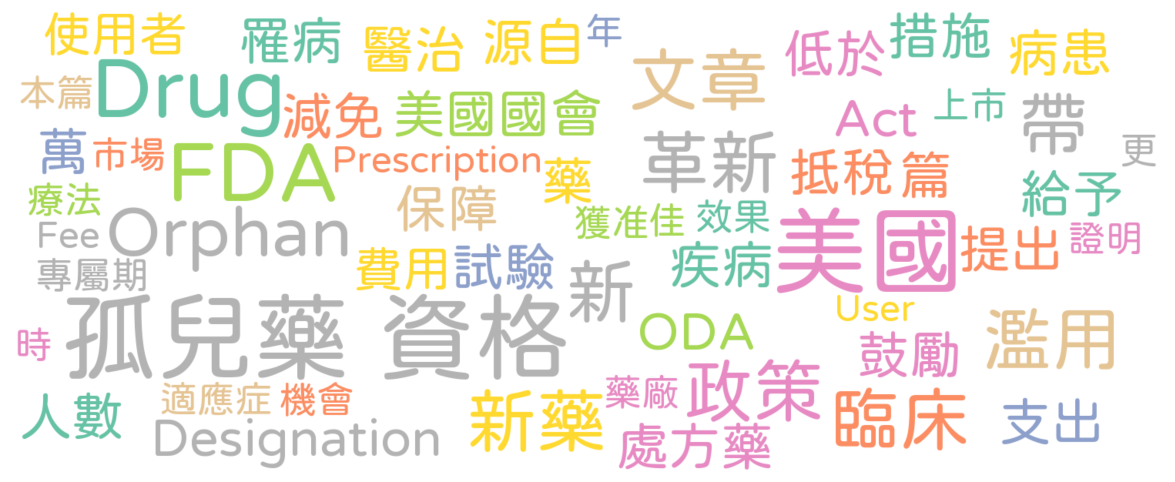 使用者 罹病 醫治 源自 年 文章 低於 措施 病患
本篇 Drug 減免 美國國會 Act 上市 帶
萬 市場 FDA Prescription 藥 革新 抵稅 篇 更
療法 Orphan 保障 獲准佳 效果 美國 給予
Fee 費用 試驗 疾病 提出 證明
專屬期 新 User
時 孤兒藥 資格 ODA 鼓勵 濫用
人數 適應症 機會 新藥 藥廠 政策 臨床 支出
Designation 處方藥